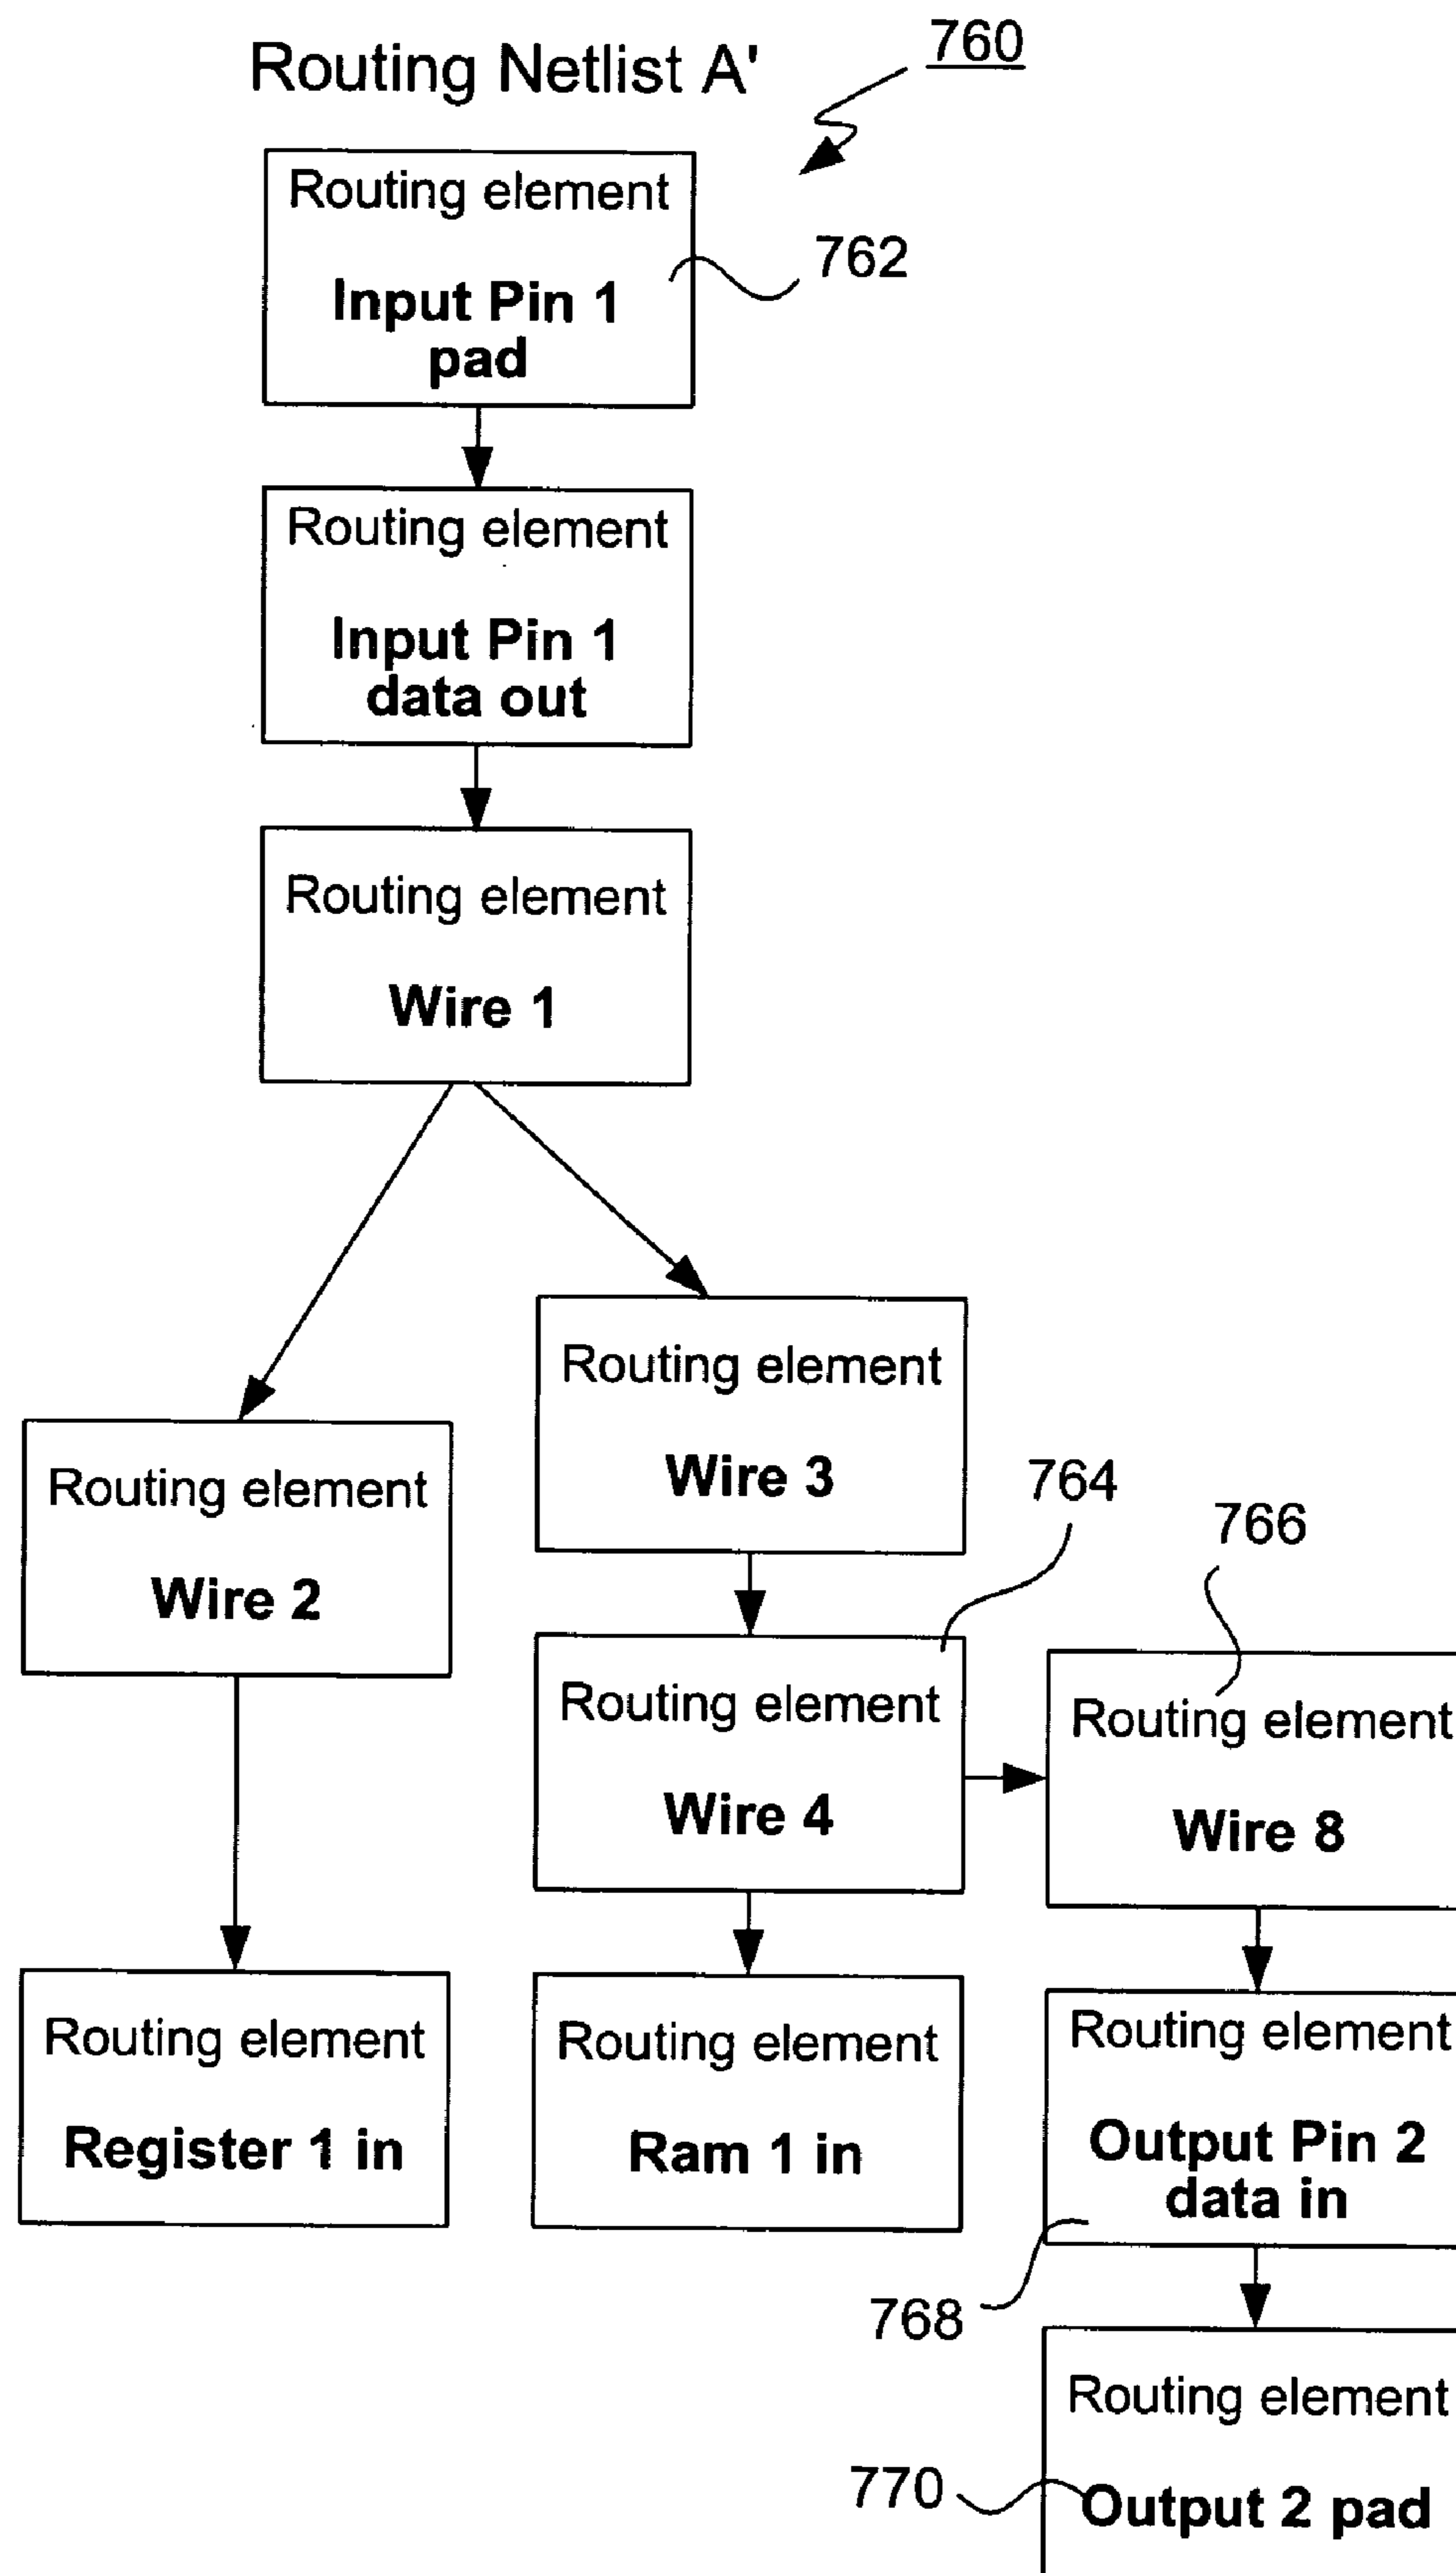 Routing Netlist A'
760
Routing element
Input Pin 1
pad
762
Routing element
Input Pin 1
data out
Routing element
Wire 1
Routing element
Wire 3
Routing element
Wire 2
764
766
Routing element
Wire 4
Routing element
Wire 8
Routing element
Register 1 in
Routing element
Ram 1 in
Routing element
Output Pin 2
data in
768
Routing element
Output 2 pad
770